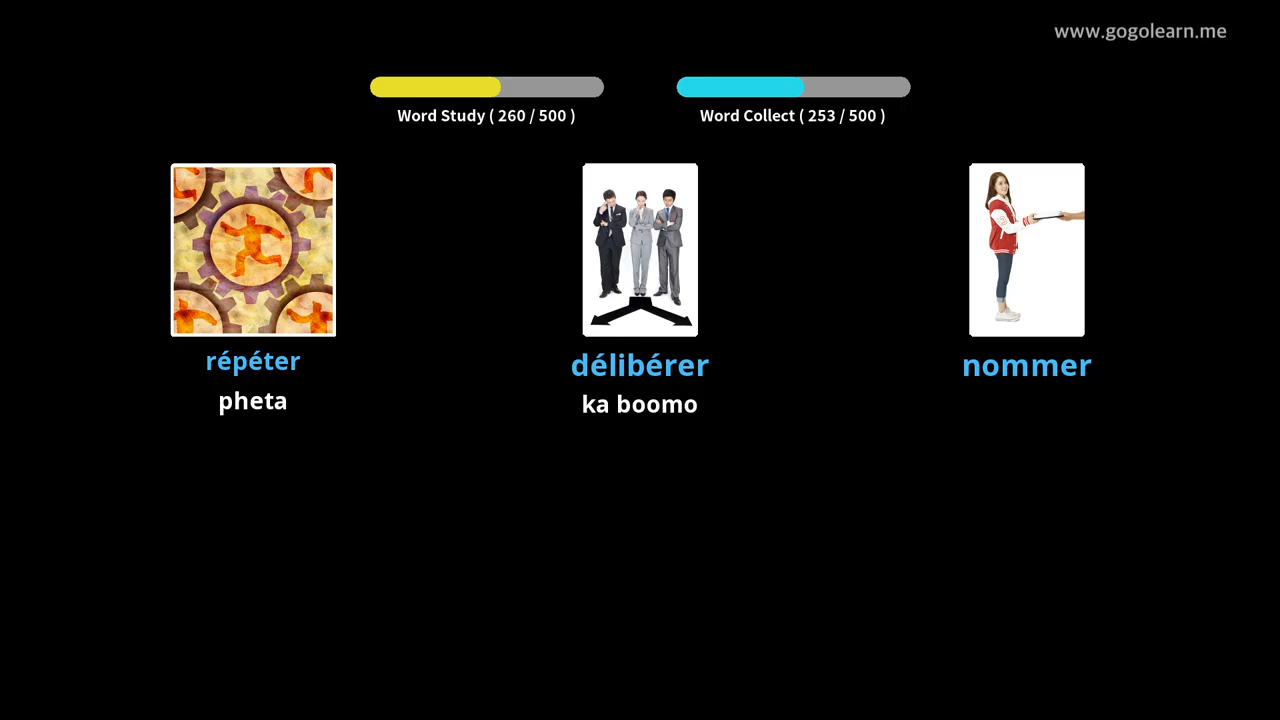 www.gogolearn.me
Word Study ( 260 / 500 )
Word Collect ( 253 / 500 )
répéter
pheta
délibérer
ka boomo
nommer